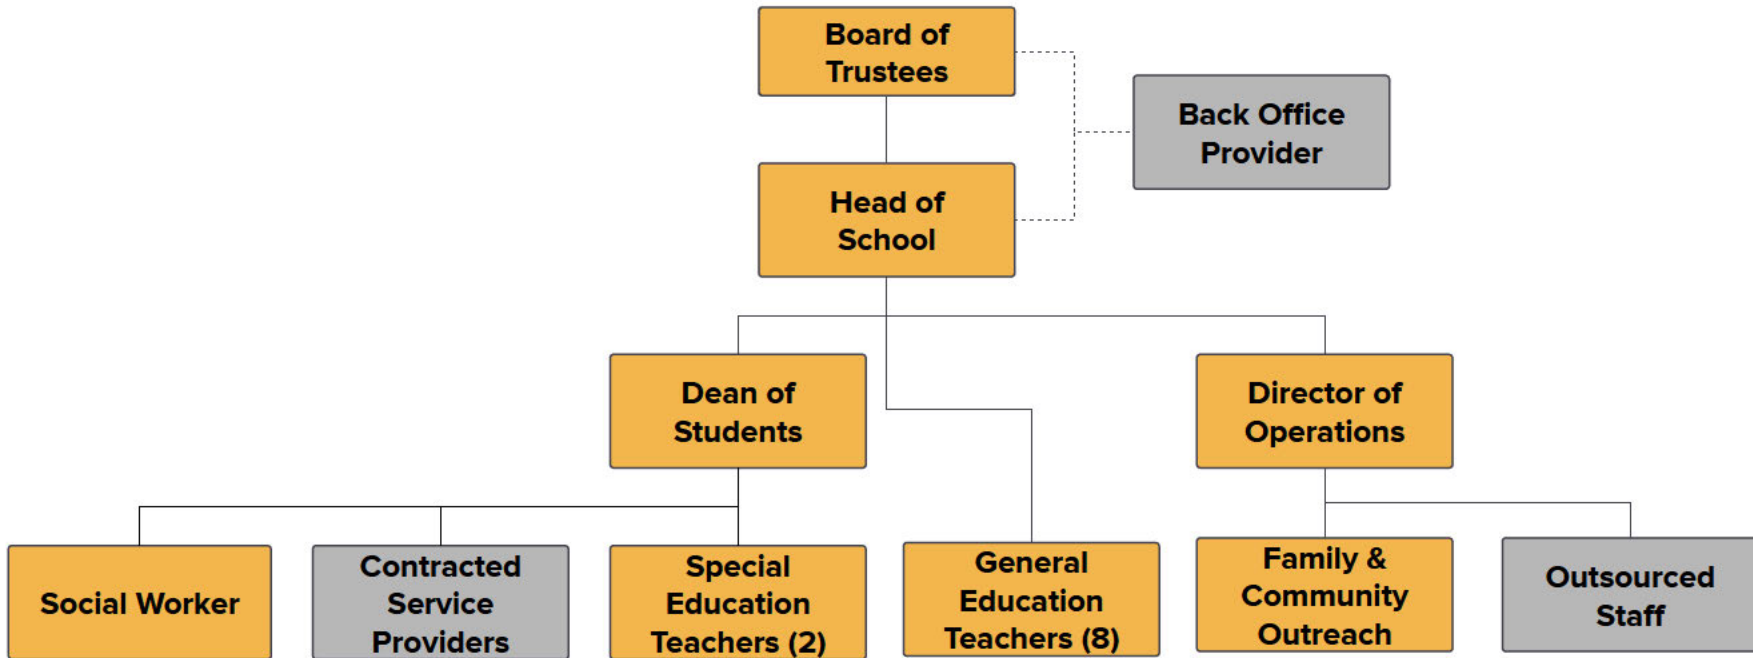 Board of
Trustees
Back Office
Provider
Head of
School
Dean of
Students
Director of
Operations
Social Worker
Contracted
Service
Providers
Special
Education
Teachers (2)
General
Education
Teachers (8)
Family &
Community
Outreach
Outsourced
Staff